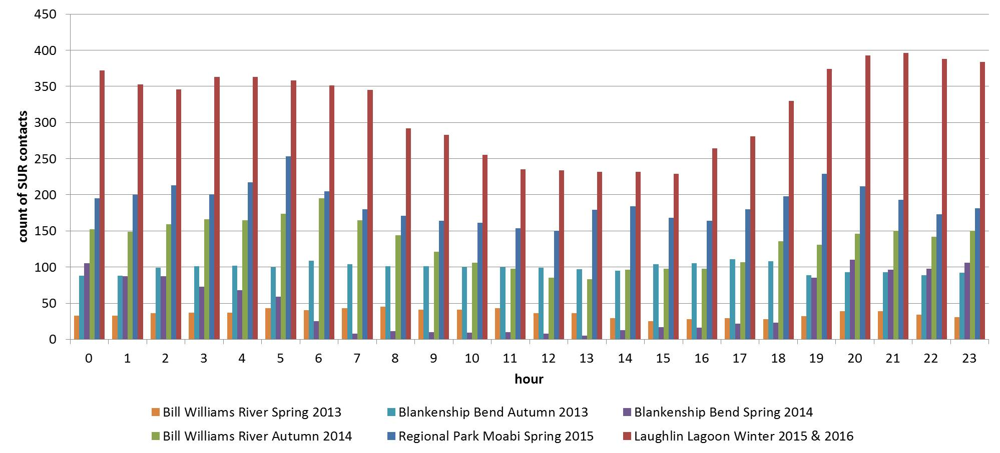 450
400
350
300
250
200
150
100
50
0
count of SUR contacts
0 1 2 3 4 5 6 7 8 9 10 11 12 13 14 15 16 17 18 19 20 21 22 23
hour
Bill Williams River Spring 2013 Blankenship Bend Autumn 2013 Blankenship Bend Spring 2014
Bill Williams River Autumn 2014 Regional Park Moabi Spring 2015 Laughlin Lagoon Winter 2015 & 2016